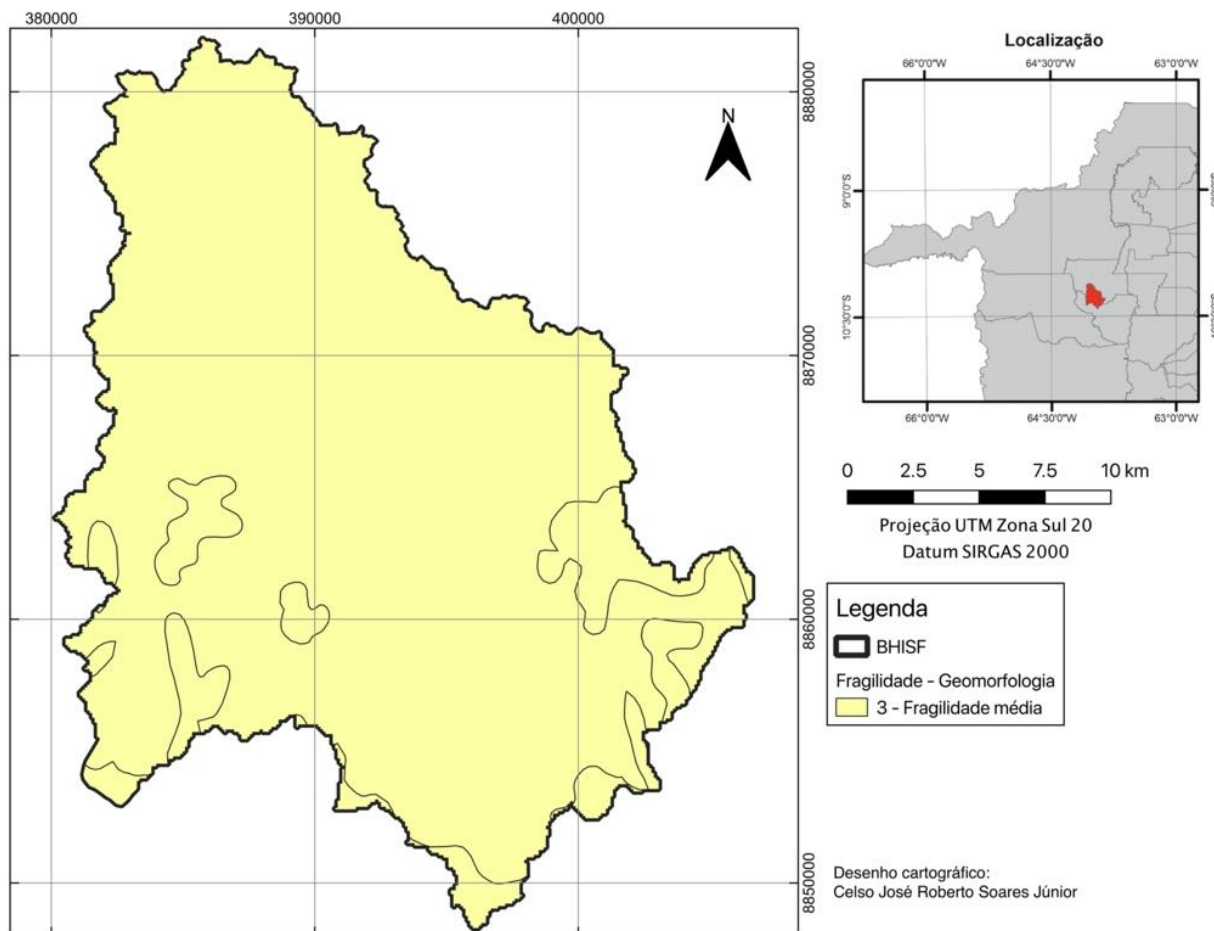 380000
390000
400000
8880000
8870000
8860000
8850000
N
Localização
66°0'0"W
64°30'0"W
63°0'0"W
9°0'0"S
10°30'0"S
66°0'0"W
64°30'0"W
63°0'0"W
0
2.5
5
7.5
10 km
Projeção UTM Zona Sul 20
Datum SIRGAS 2000
Legenda
BHISF
Fragilidade - Geomorfologia
3 - Fragilidade média
Desenho cartográfico:
Celso José Roberto Soares Júnior